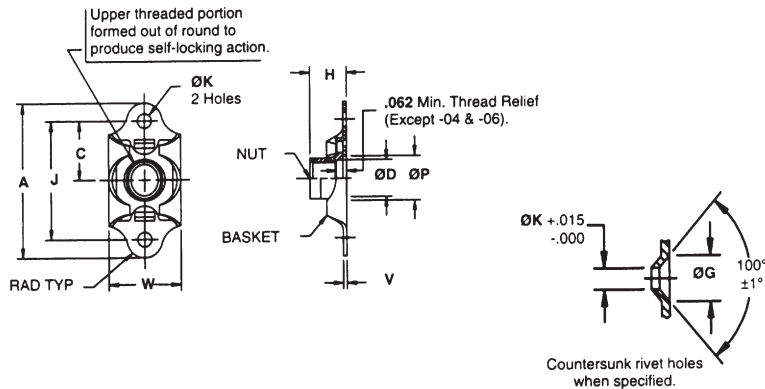 Upper threaded portion
formed out of round to
produce self-locking action.
ØK
2 Holes
H
.062 Min. Thread Relief
(Except -04 & -06).
C
A
J
NUT
ØD
ØP
BASKET
RAD TYP
W
V
ØK +.015
-.000
ØG
100°
±1°
Countersunk rivet holes
when specified.